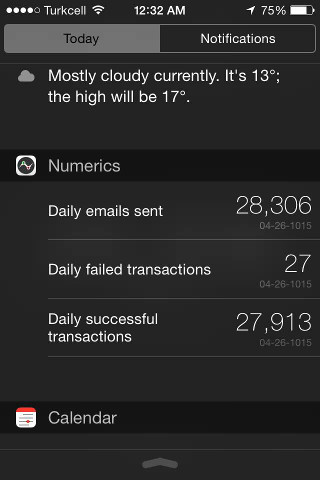 Turkcell 12:32 AM 75%
Today Notifications
Mostly cloudy currently. It's 13°;
the high will be 17°.
Numerics
Daily emails sent 28,306
04-26-1015
Daily failed transactions 27
04-26-1015
Daily successful
transactions 27,913
04-26-1015
Calendar